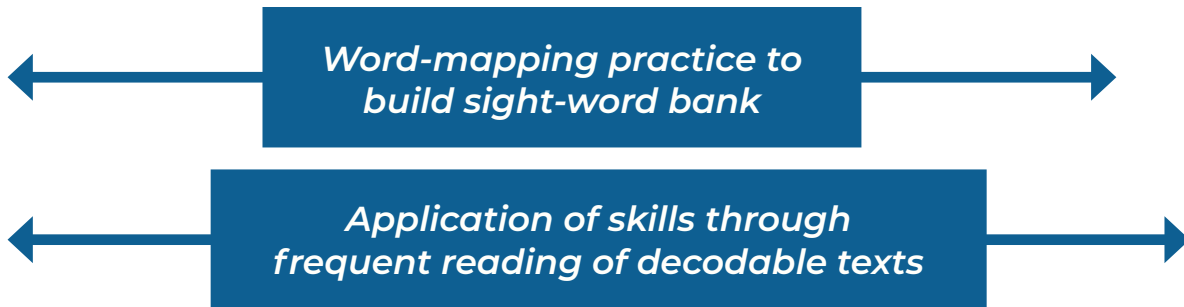 Word-mapping practice to
build sight-word bank
Application of skills through
frequent reading of decodable texts